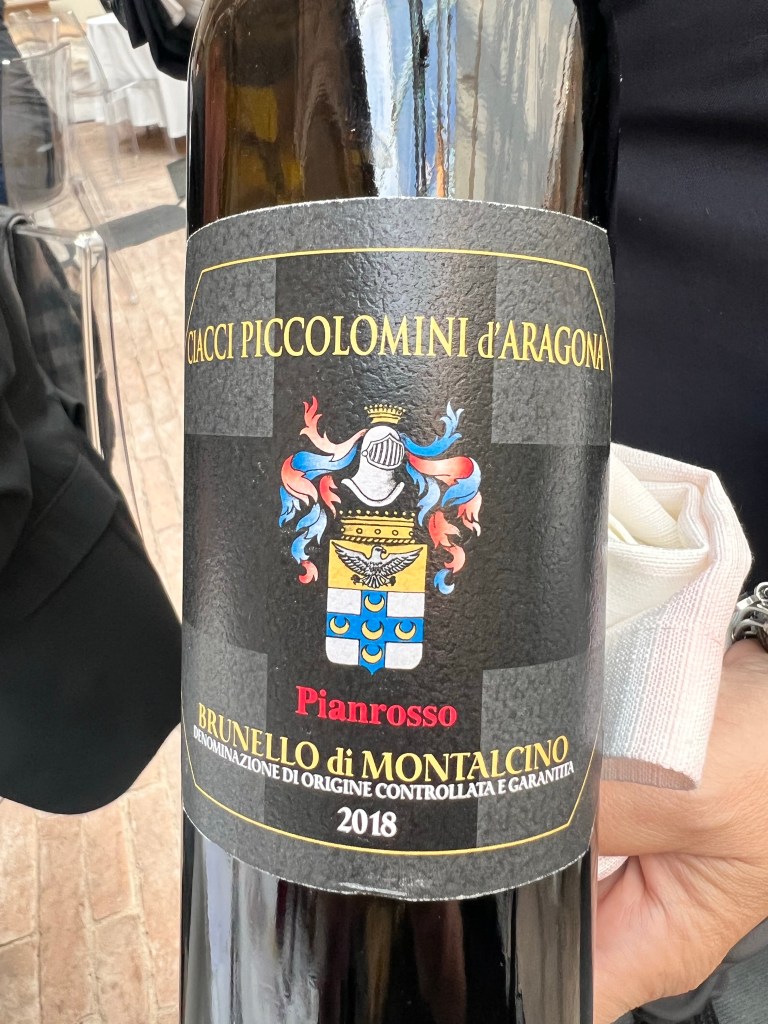 CIACCI PICCOLOMINI d'ARAGONA
Pianrosso
BRUNELLO di MONTALCINO
DENOMINAZIONE DI ORIGINE CONTROLLATA E GARANTITA
2018